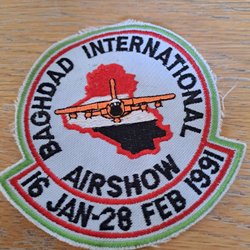 BAGHDAD INTERNATIONAL
AIRSHOW
16 JAN-28 FEB 1991